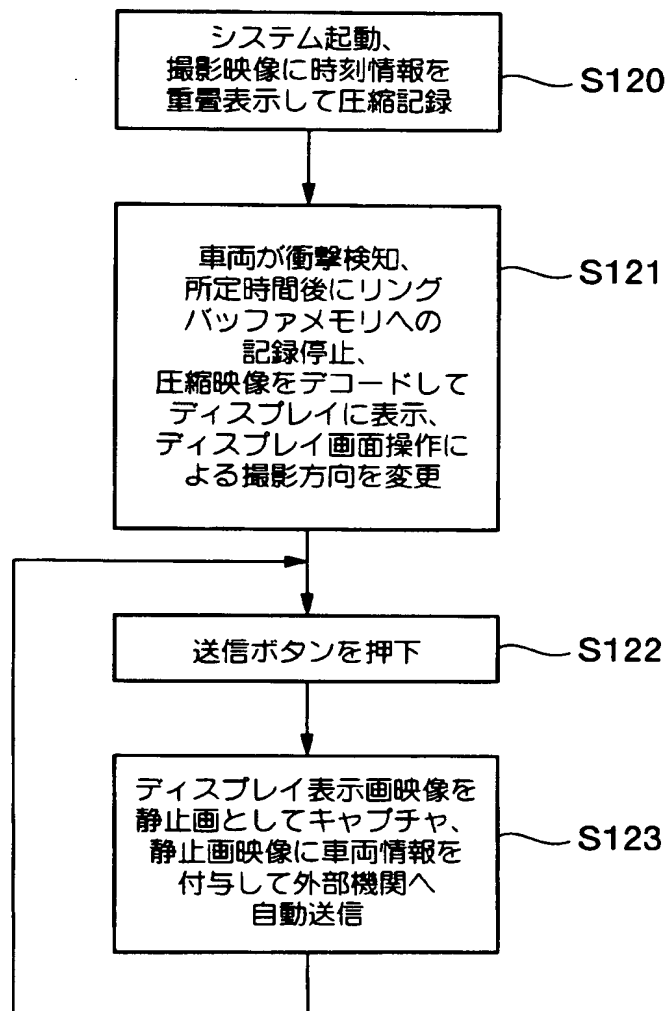 システム起動、
撮影映像に時刻情報を
重畳表示して圧縮記録
S120
車両が衝撃検知、
所定時間後にリング
バッファメモリへの
記録停止、
圧縮映像をデコードして
ディスプレイに表示、
ディスプレイ画面操作に
よる撮影方向を変更
S121
送信ボタンを押下
S122
ディスプレイ表示画映像を
静止画としてキャプチャ、
静止画映像に車両情報を
付与して外部機関へ
自動送信
S123